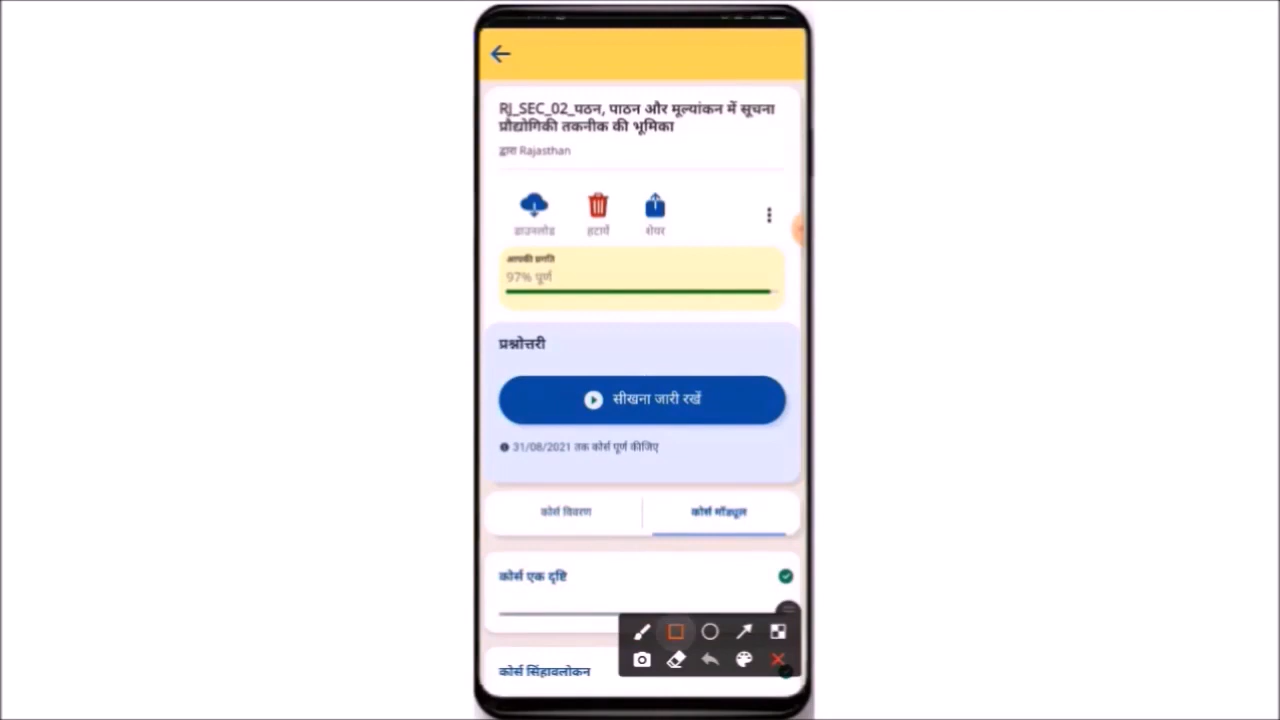 RJ_SEC_02_पठन, पाठन और मूल्यांकन में सूचना
प्रौद्योगिकी तकनीक की भूमिका
द्वारा Rajasthan
डाउनलोड हटायें शेयर
आपकी प्रगति
97% पूर्ण
प्रश्नोत्तरी
सीखना जारी रखें
31/08/2021 तक कोर्स पूर्ण कीजिए
कोर्स विवरण कोर्स मॉड्यूल
कोर्स एक दृष्टि
कोर्स सिंहावलोकन